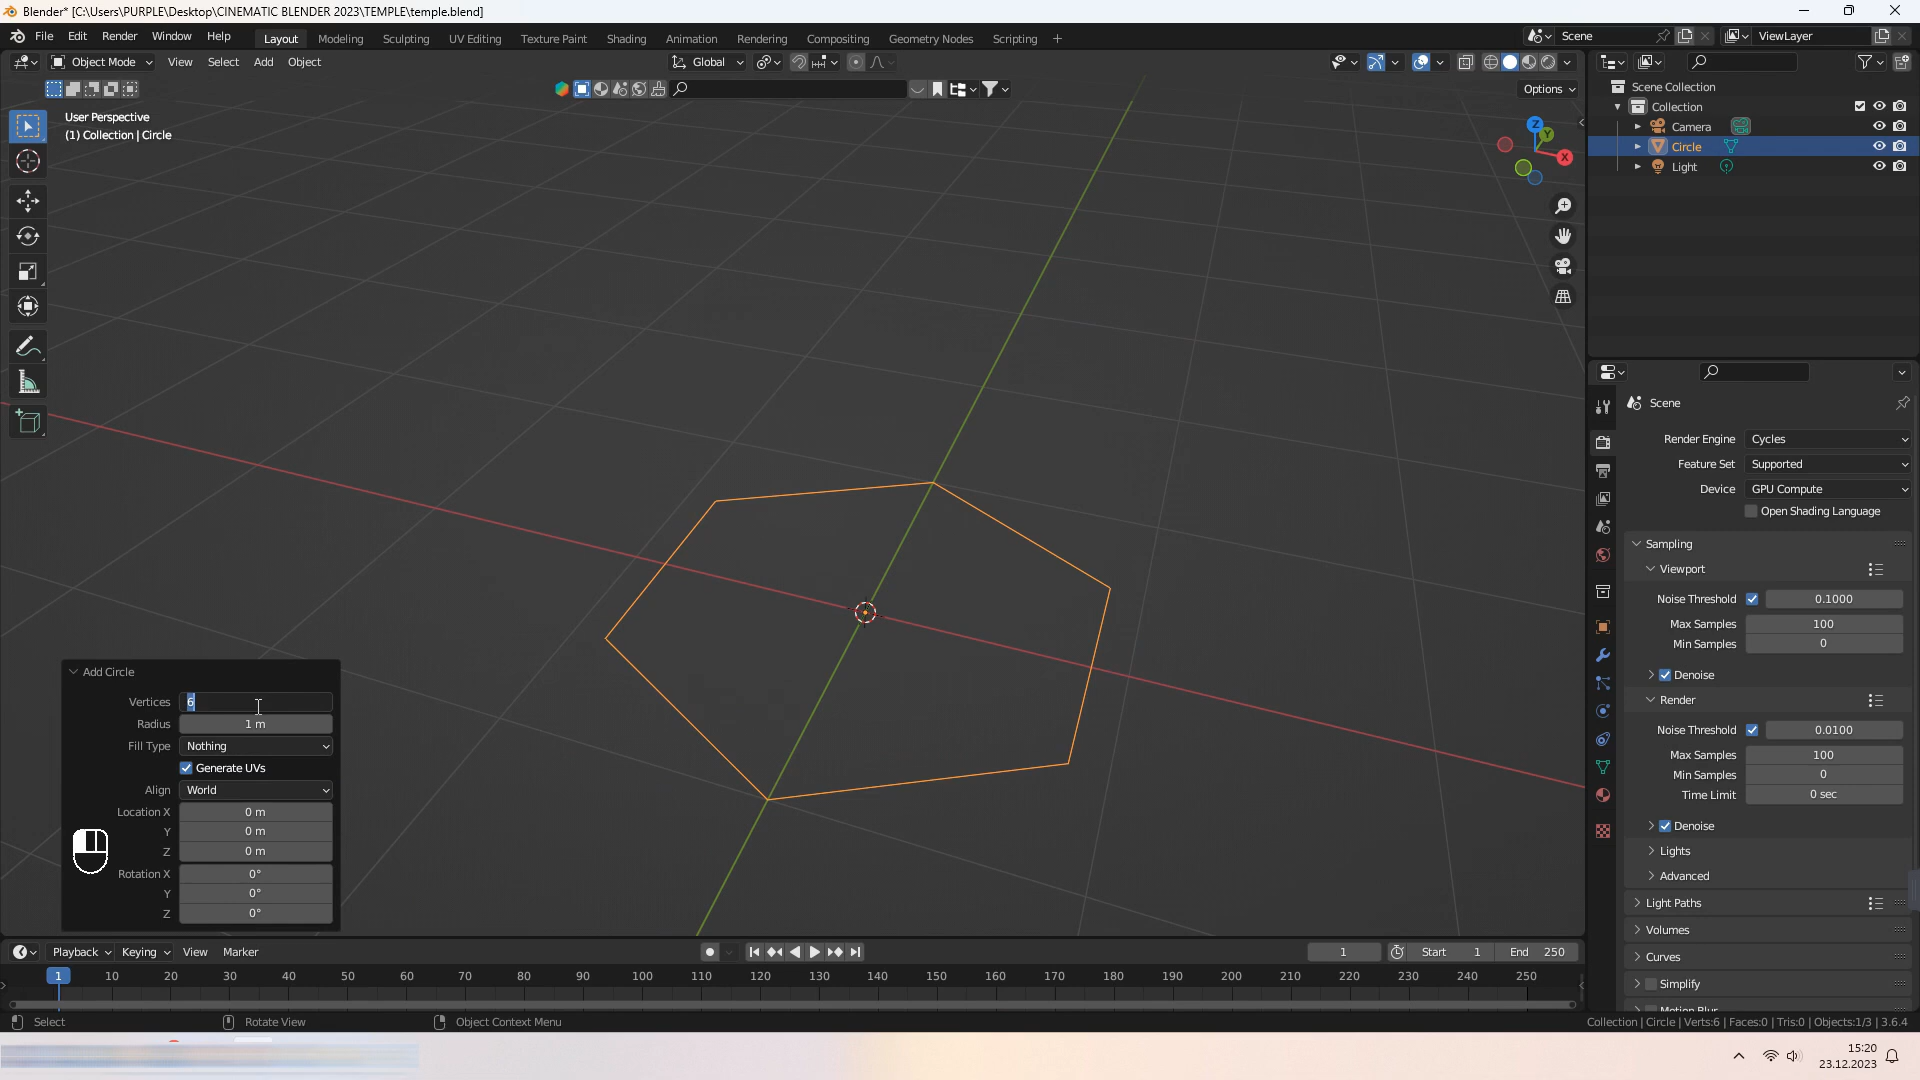 Blender* [C:\Users\PURPLE\Desktop\CINEMATIC BLENDER 2023\TEMPLE\temple.blend]
File Edit Render Window Help Layout Modeling Sculpting UV Editing Texture Paint Shading Animation Rendering Compositing Geometry Nodes Scripting + Scene ViewLayer
Object Mode View Select Add Object Global
Options
User Perspective
(1) Collection | Circle
Z
Y
X
Scene Collection
Collection
Camera
Circle
Light
Scene
Render Engine Cycles
Feature Set Supported
Device GPU Compute
Open Shading Language
Sampling
Viewport
Noise Threshold 0.1000
Max Samples 100
Min Samples 0
Denoise
Render
Noise Threshold 0.0100
Max Samples 100
Min Samples 0
Time Limit 0 sec
Denoise
Lights
Advanced
Light Paths
Volumes
Curves
Simplify
Motion Blur
Add Circle
Vertices 6
Radius 1 m
Fill Type Nothing
Generate UVs
Align World
Location X 0 m
Y 0 m
Z 0 m
Rotation X 0°
Y 0°
Z 0°
Playback Keying View Marker 1 Start 1 End 250
1 10 20 30 40 50 60 70 80 90 100 110 120 130 140 150 160 170 180 190 200 210 220 230 240 250
Select Rotate View Object Context Menu Collection | Circle | Verts:6 | Faces:0 | Tris:0 | Objects:1/3 | 3.6.4
15:20
23.12.2023